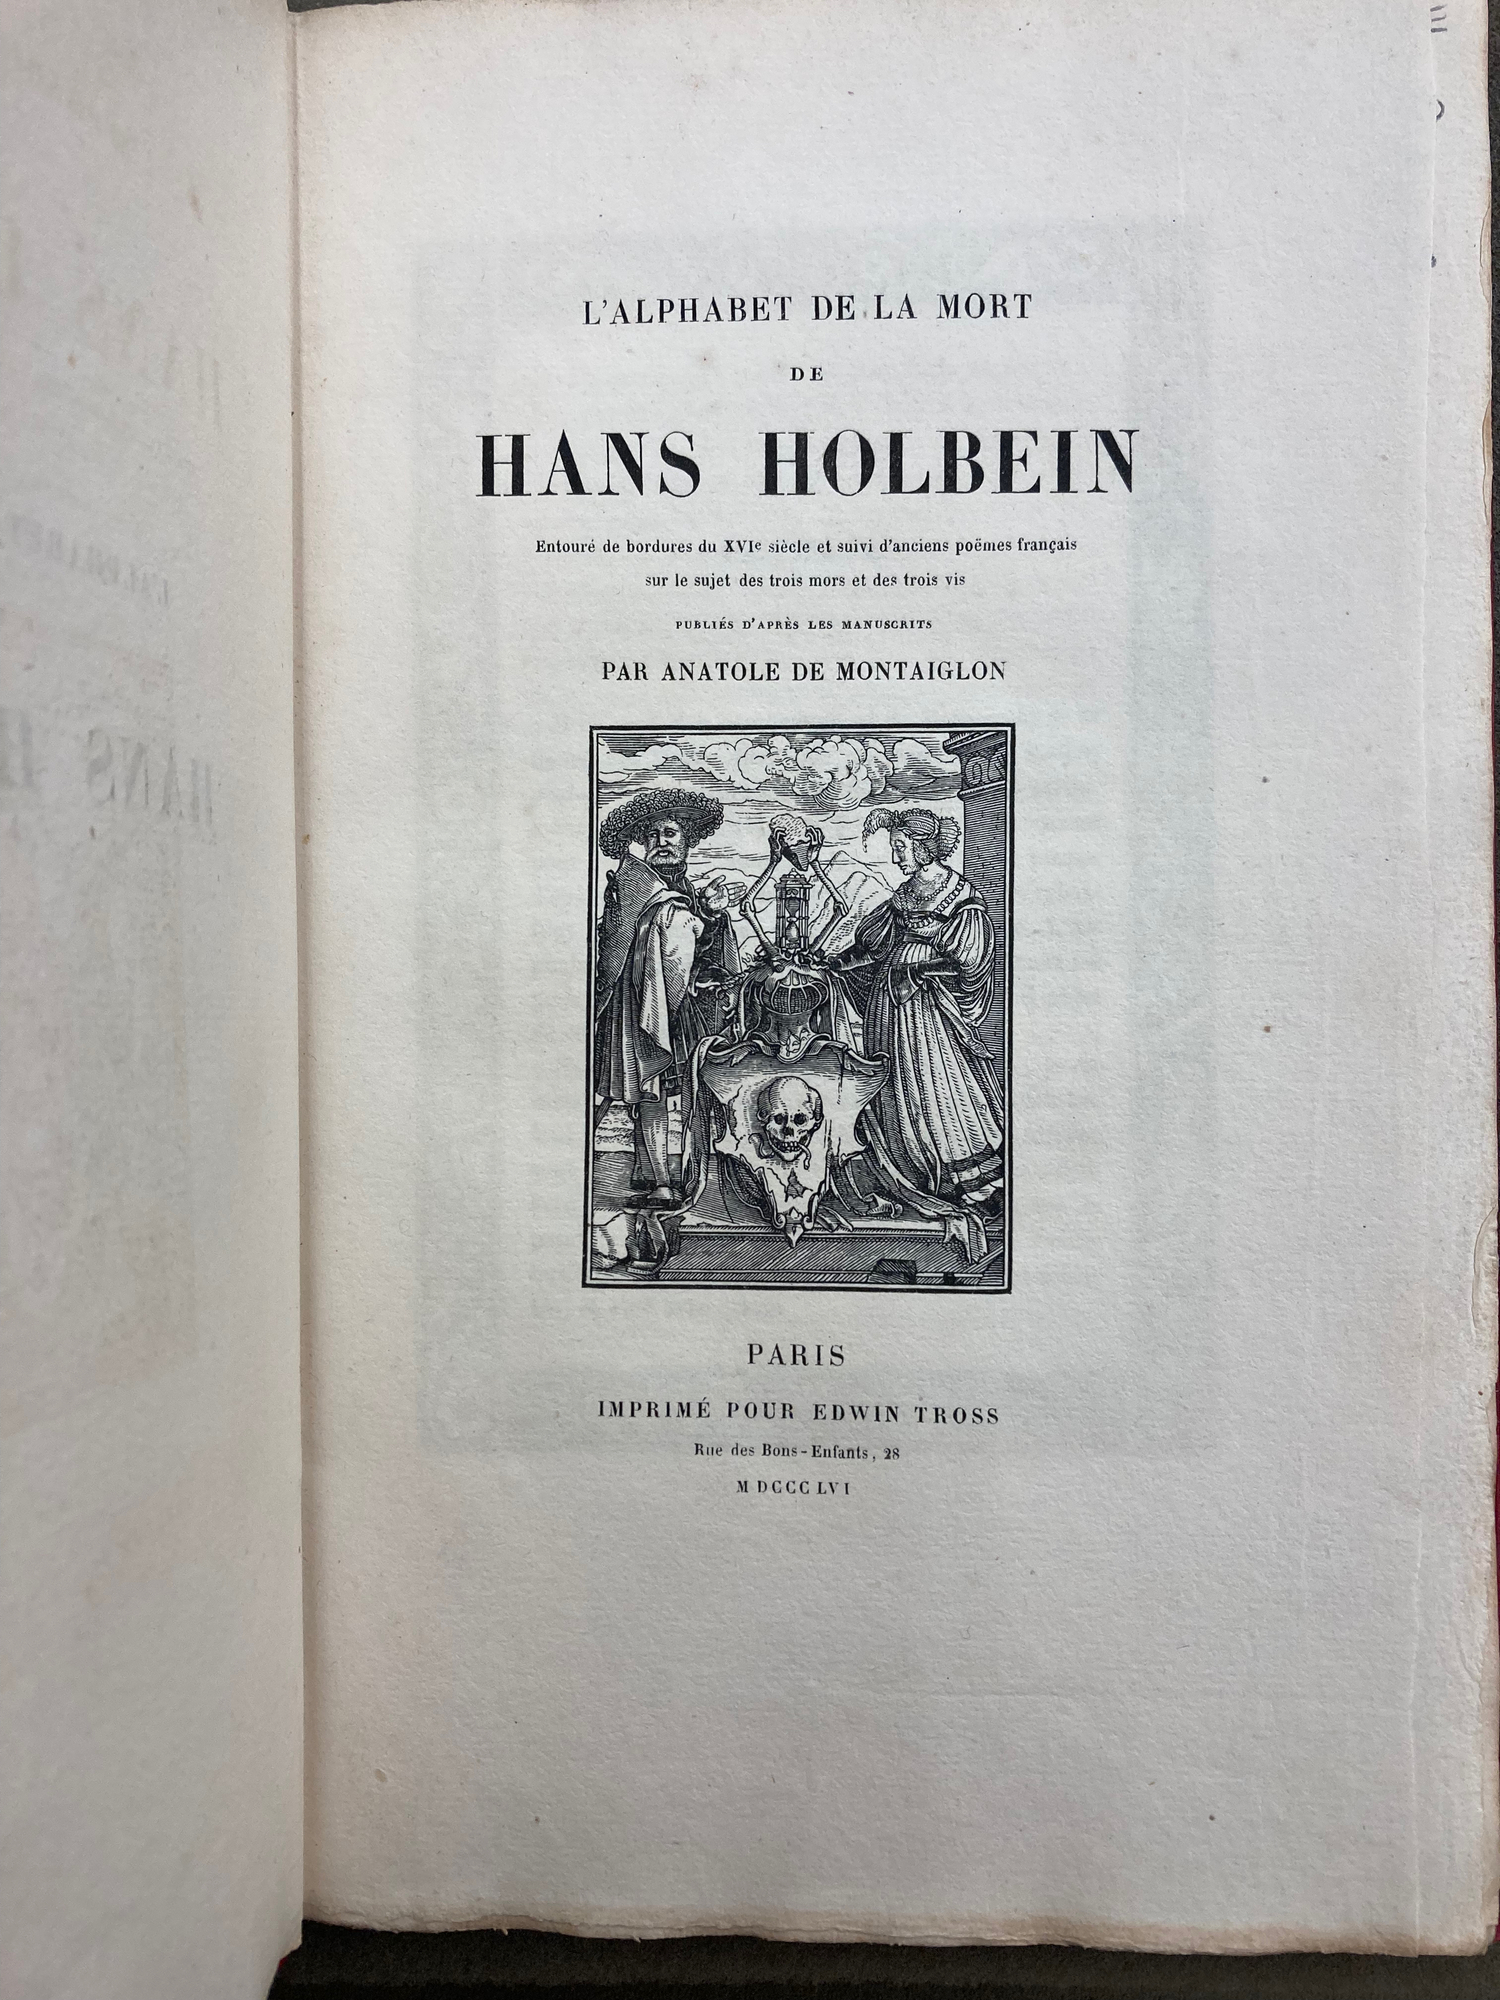 L'ALPHABET DE LA MORT
DE
HANS HOLBEIN
Entouré de bordures du XVIe siècle et suivi d'anciens poëmes français
sur le sujet des trois mors et des trois vis
PUBLIÉS D'APRÈS LES MANUSCRITS
PAR ANATOLE DE MONTAIGLON
PARIS
IMPRIMÉ POUR EDWIN TROSS
Rue des Bons-Enfants, 28
M DCCC LVI